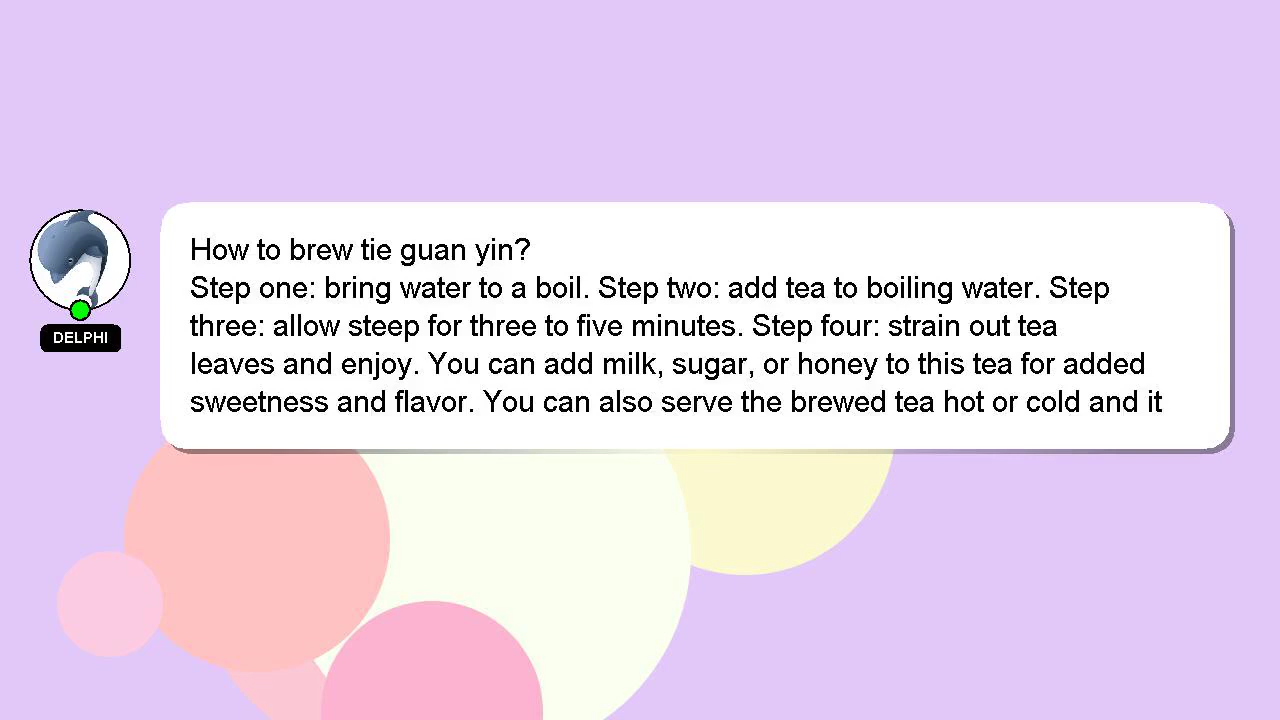 How to brew tie guan yin?
Step one: bring water to a boil. Step two: add tea to boiling water. Step
three: allow steep for three to five minutes. Step four: strain out tea
leaves and enjoy. You can add milk, sugar, or honey to this tea for added
sweetness and flavor. You can also serve the brewed tea hot or cold and it
DELPHI